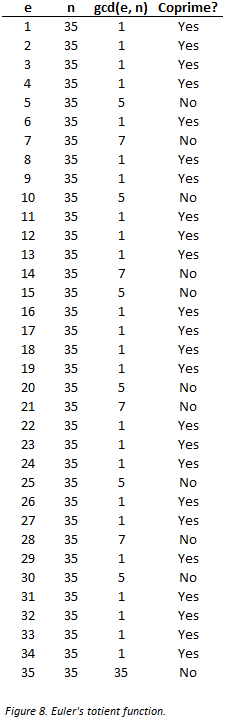 e n gcd(e, n) Coprime?
1 35 1 Yes
2 35 1 Yes
3 35 1 Yes
4 35 1 Yes
5 35 5 No
6 35 1 Yes
7 35 7 No
8 35 1 Yes
9 35 1 Yes
10 35 5 No
11 35 1 Yes
12 35 1 Yes
13 35 1 Yes
14 35 7 No
15 35 5 No
16 35 1 Yes
17 35 1 Yes
18 35 1 Yes
19 35 1 Yes
20 35 5 No
21 35 7 No
22 35 1 Yes
23 35 1 Yes
24 35 1 Yes
25 35 5 No
26 35 1 Yes
27 35 1 Yes
28 35 7 No
29 35 1 Yes
30 35 5 No
31 35 1 Yes
32 35 1 Yes
33 35 1 Yes
34 35 1 Yes
35 35 35 No
Figure 8. Euler's totient function.